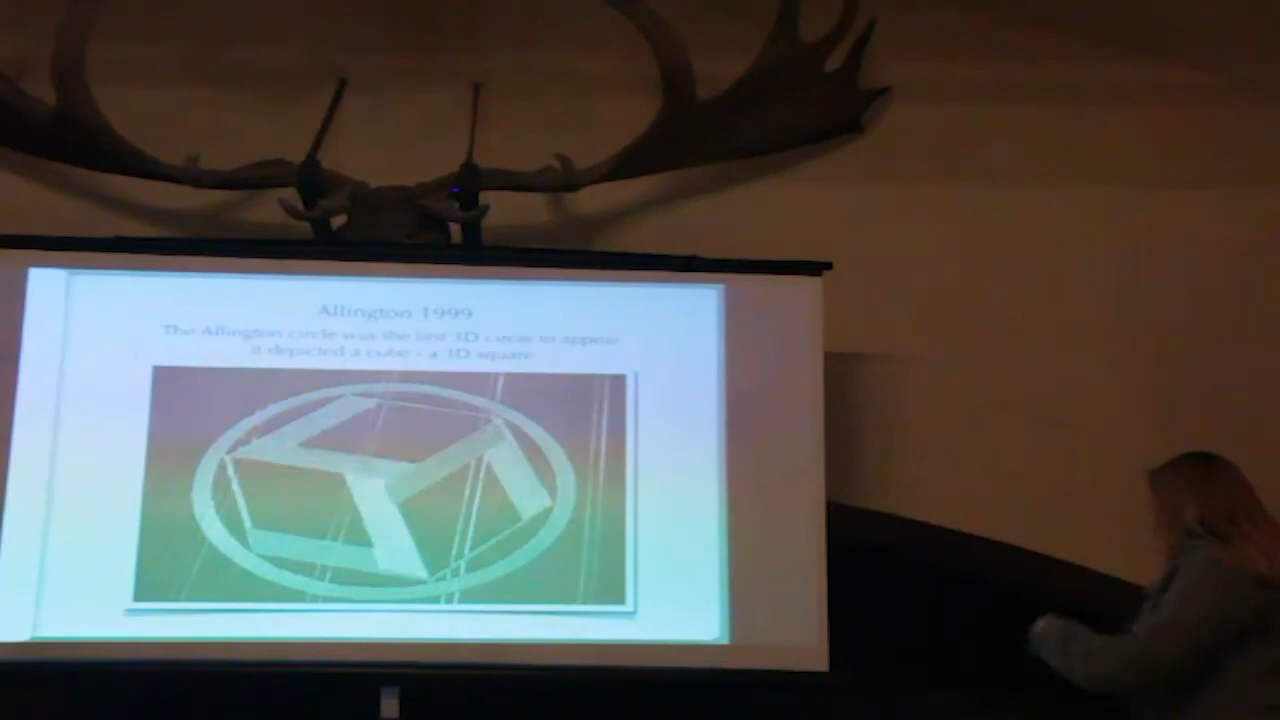 Allington 1999
The Allington circle was the first 3D circle to appear
it depicted a cube - a 3D square